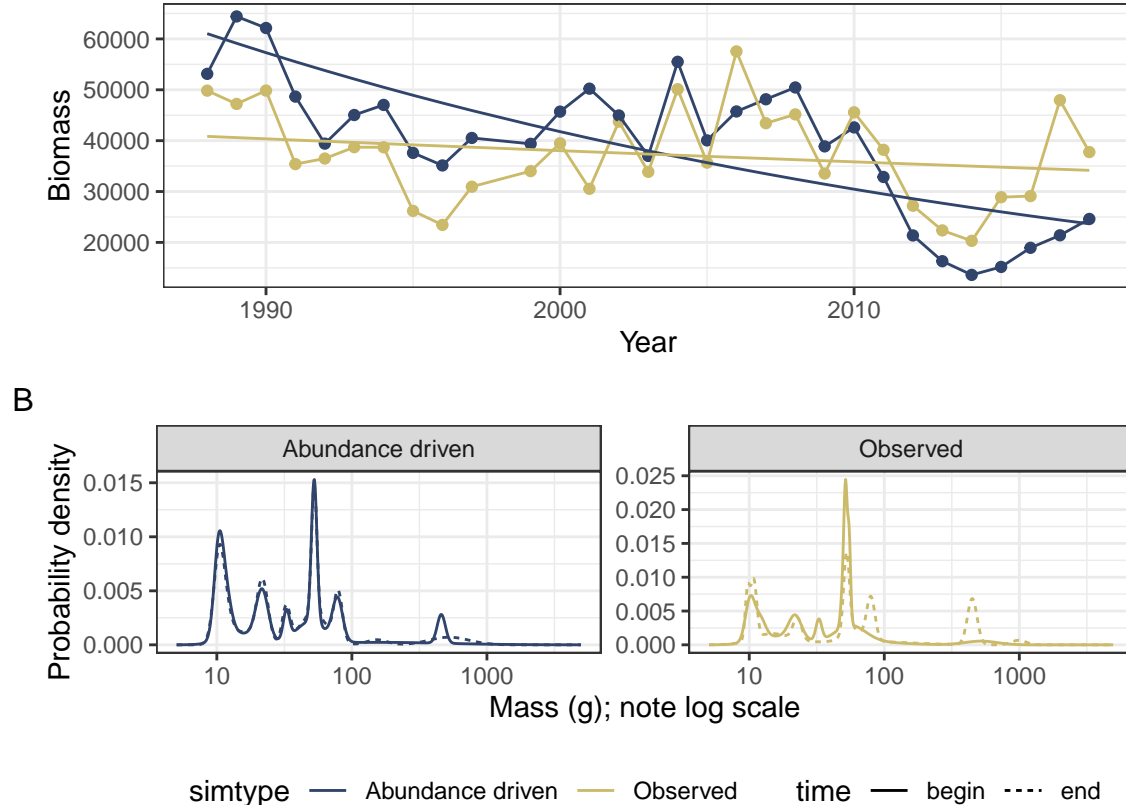 60000
50000
40000
30000
20000
Biomass
1990 2000 2010
Year
B
Abundance driven Observed
Probability density
0.015
0.010
0.005
0.000
0.025
0.020
0.015
0.010
0.005
0.000
10 100 1000 10 100 1000
Mass (g); note log scale
simtype Abundance driven Observed time begin end